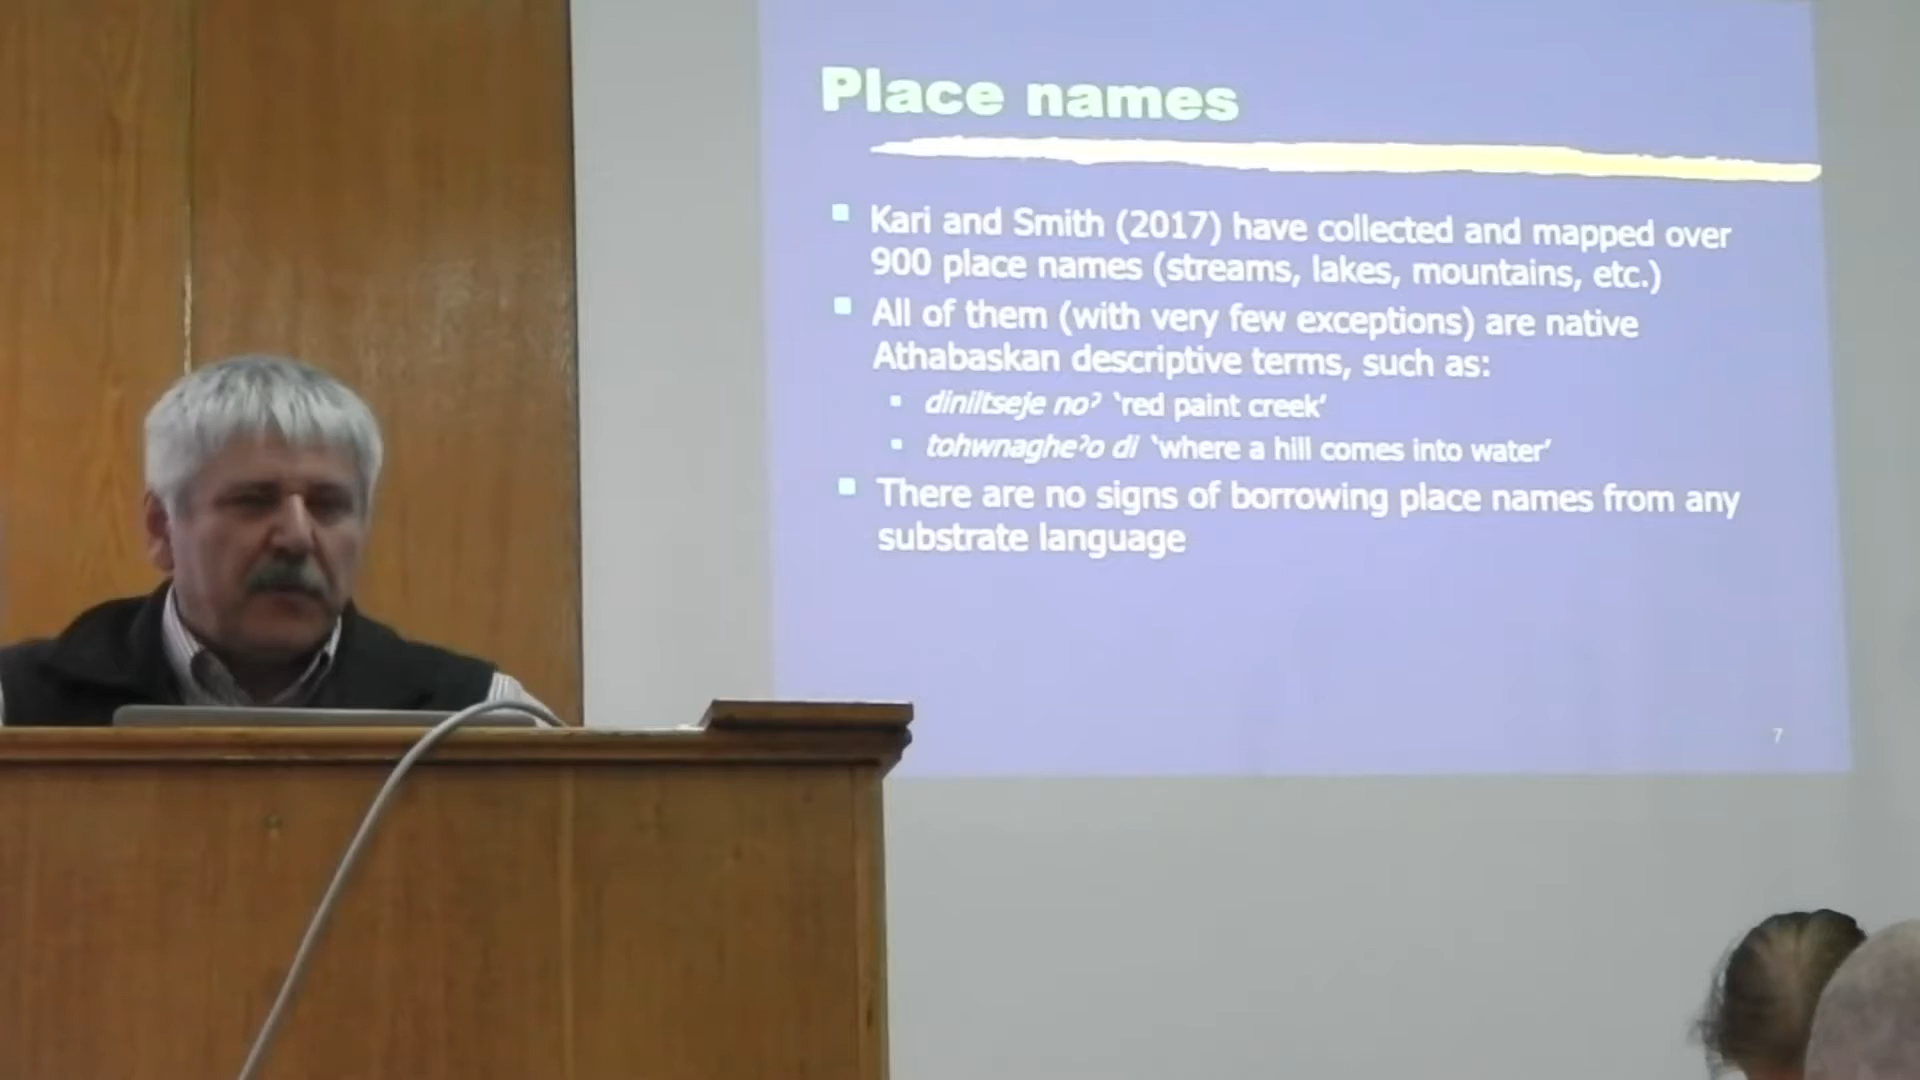 Place names
Kari and Smith (2017) have collected and mapped over
900 place names (streams, lakes, mountains, etc.)
All of them (with very few exceptions) are native
Athabaskan descriptive terms, such as:
diniltseje noˀ ‘red paint creek’
tohwnagheˀo di ‘where a hill comes into water’
There are no signs of borrowing place names from any
substrate language
7